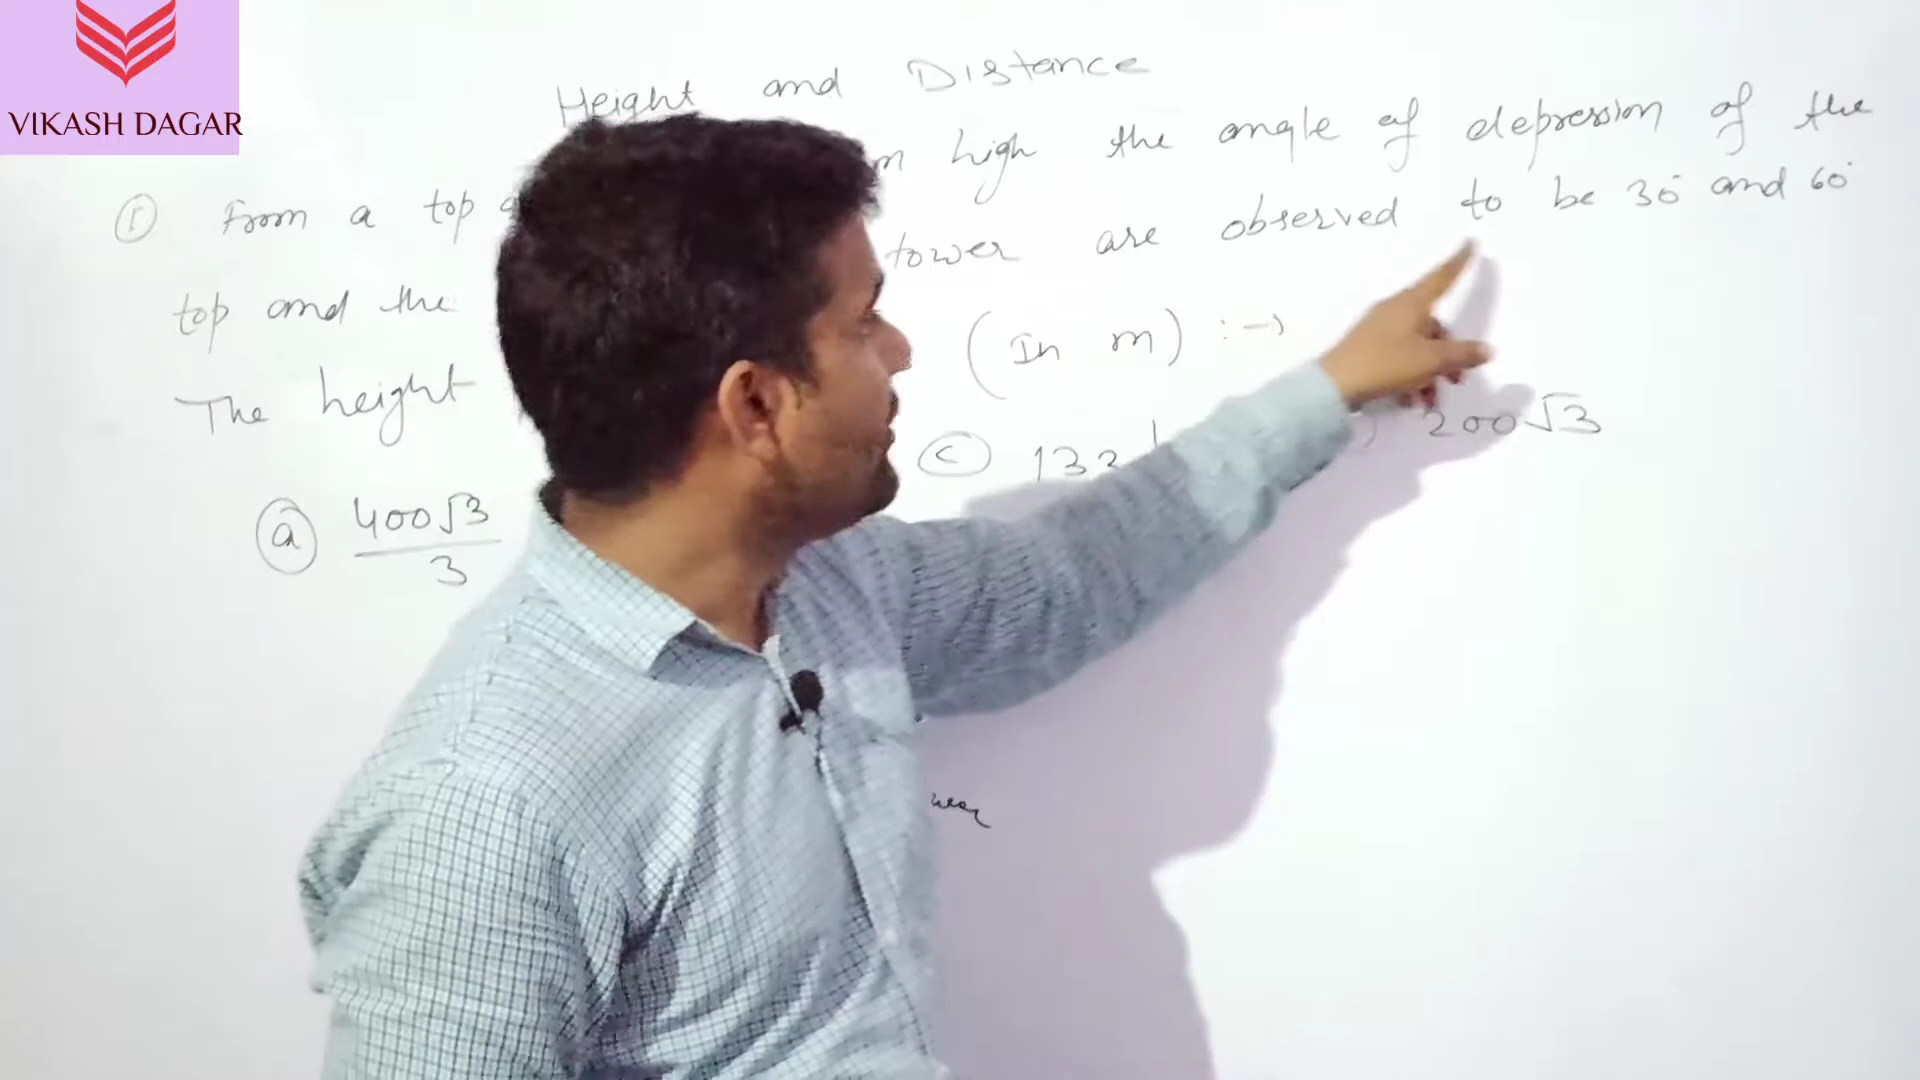 VIKASH DAGAR
Height and Distance
① From a top m high the angle of depression of the
top and the tower are observed to be 30° and 60°
The height (In m) :→
ⓐ 400√3 / 3 ⓒ 133 200√3